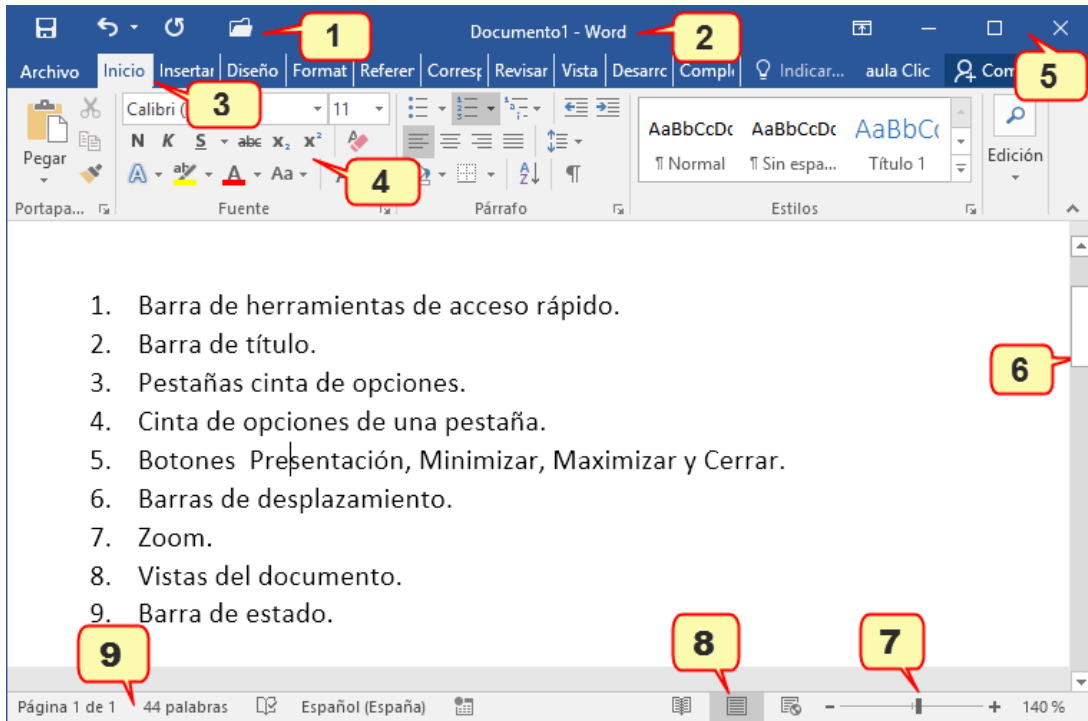 1
Documento1 - Word
2
Archivo Inicio Insertar Diseño Format Referer Corresp Revisar Vista Desarrc Comple Indicar... aula Clic Com
5
3
Calibri ( 11
AaBbCcDc AaBbCcDc AaBbC
Pegar
N K S abc x₂ x²
¶ Normal ¶ Sin espa... Título 1
Edición
A aby A Aa
4
A Z ¶
Portapa... Fuente Párrafo Estilos
1. Barra de herramientas de acceso rápido.
2. Barra de título.
3. Pestañas cinta de opciones.
6
4. Cinta de opciones de una pestaña.
5. Botones Presentación, Minimizar, Maximizar y Cerrar.
6. Barras de desplazamiento.
7. Zoom.
8. Vistas del documento.
9. Barra de estado.
9
8
7
Página 1 de 1 44 palabras Español (España) - + 140 %